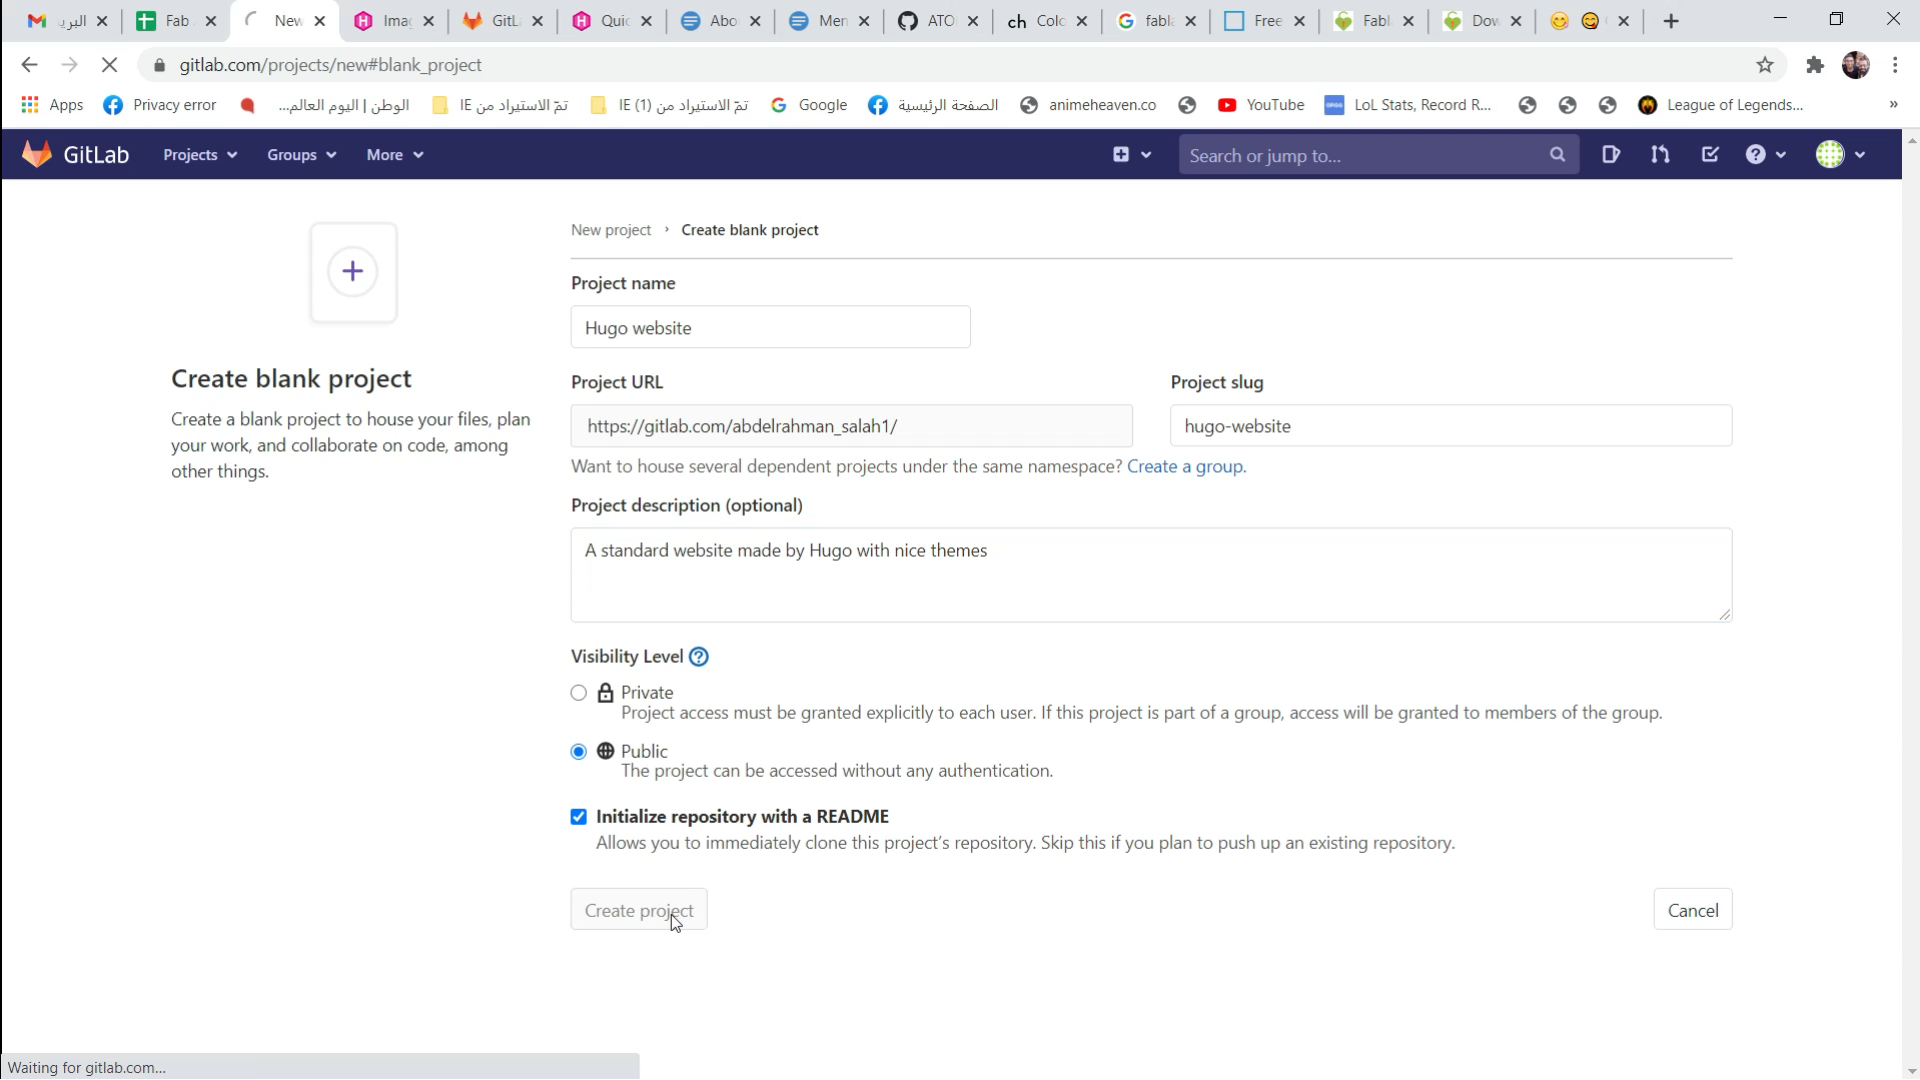 البريـ
Fab
New
Imag
GitL
Quic
Abo
Men
ATO
ch Colo
fabla
Free
Fabl
Dow
gitlab.com/projects/new#blank_project
Apps
Privacy error
الوطن | اليوم العالم...
تمّ الاستيراد من IE
تمّ الاستيراد من IE (1)
Google
الصفحة الرئيسية
animeheaven.co
YouTube
LoL Stats, Record R...
League of Legends...
»
GitLab
Projects
Groups
More
Search or jump to...
New project › Create blank project
Project name
Hugo website
Create blank project
Create a blank project to house your files, plan
your work, and collaborate on code, among
other things.
Project URL
Project slug
https://gitlab.com/abdelrahman_salah1/
hugo-website
Want to house several dependent projects under the same namespace? Create a group.
Project description (optional)
A standard website made by Hugo with nice themes
Visibility Level
Private
Project access must be granted explicitly to each user. If this project is part of a group, access will be granted to members of the group.
Public
The project can be accessed without any authentication.
Initialize repository with a README
Allows you to immediately clone this project's repository. Skip this if you plan to push up an existing repository.
Create project
Cancel
Waiting for gitlab.com...